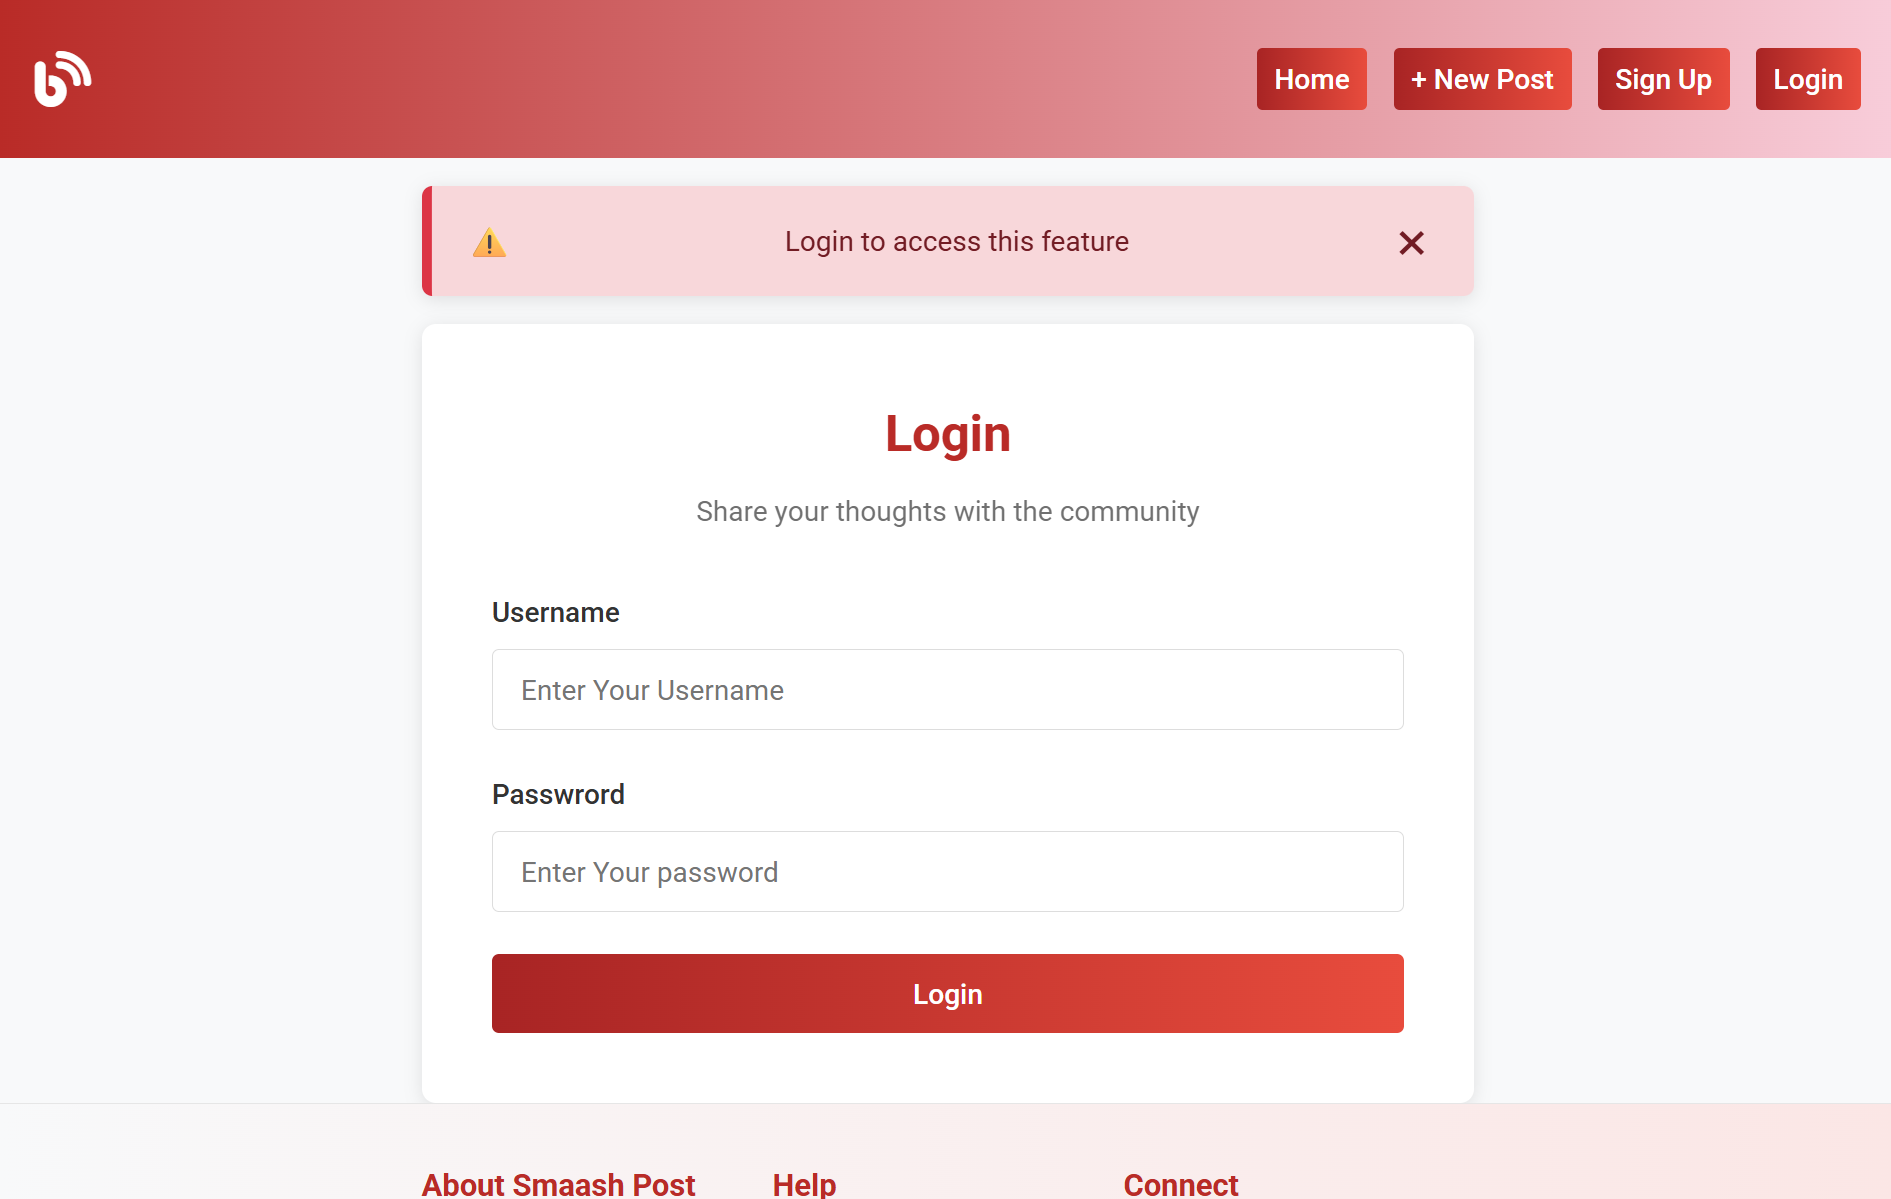 Home
+ New Post
Sign Up
Login
Login to access this feature
Login
Share your thoughts with the community
Username
Enter Your Username
Passwrord
Enter Your password
Login
About Smaash Post
Help
Connect